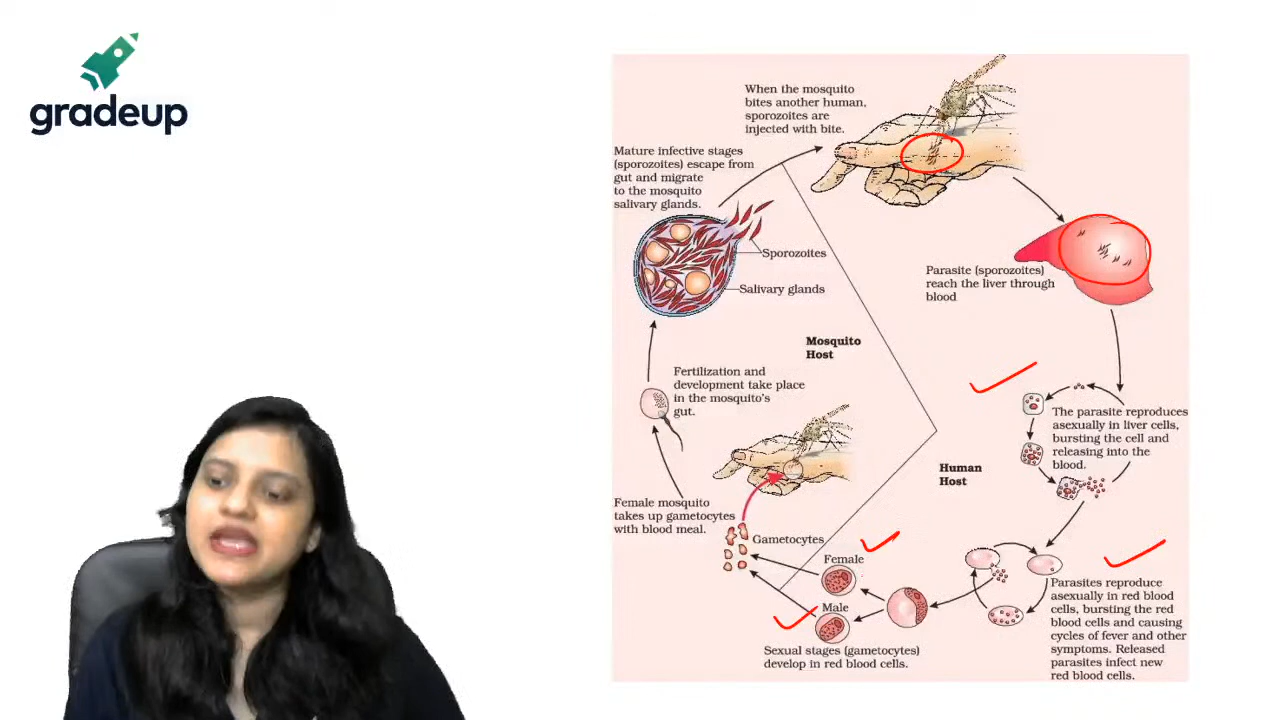 gradeup
When the mosquito
bites another human,
sporozoites are
injected with bite.
Mature infective stages
(sporozoites) escape from
gut and migrate
to the mosquito
salivary glands.
Sporozoites
Salivary glands
Parasite (sporozoites)
reach the liver through
blood
Mosquito
Host
Fertilization and
development take place
in the mosquito's
gut.
The parasite reproduces
asexually in liver cells,
bursting the cell and
releasing into the
blood.
Human
Host
Female mosquito
takes up gametocytes
with blood meal.
Gametocytes
Female
Male
Sexual stages (gametocytes)
develop in red blood cells.
Parasites reproduce
asexually in red blood
cells, bursting the red
blood cells and causing
cycles of fever and other
symptoms. Released
parasites infect new
red blood cells.